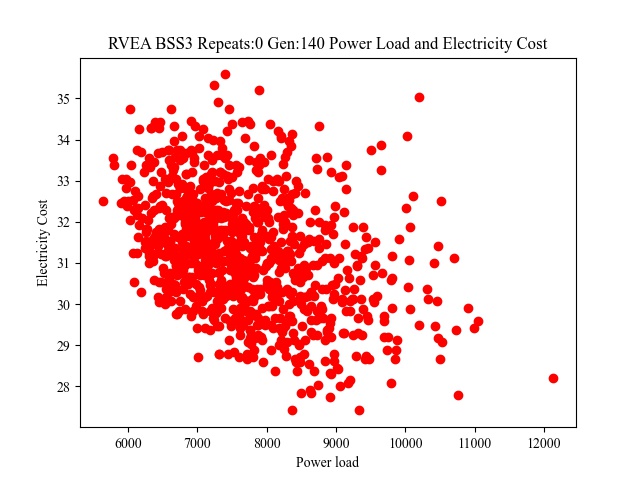 RVEA BSS3 Repeats:0 Gen:140 Power Load and Electricity Cost
35
34
33
32
31
30
29
28
Electricity Cost
6000 7000 8000 9000 10000 11000 12000
Power load